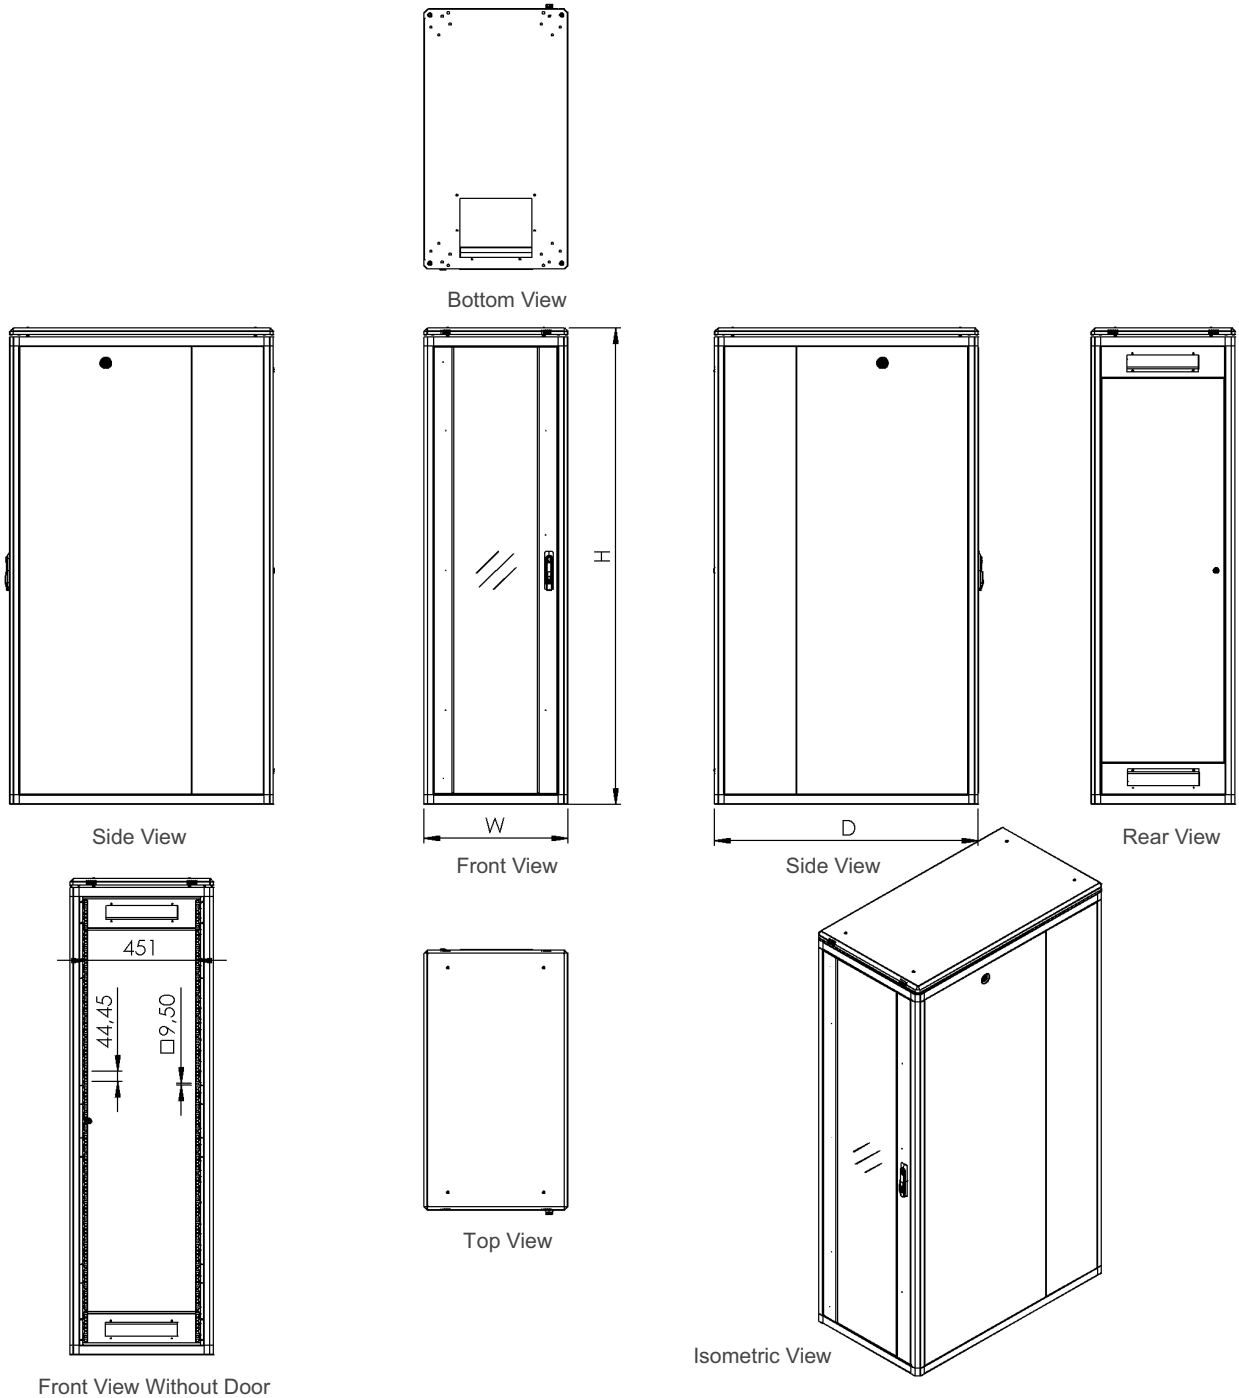 Bottom View
H
W
D
Side View
Front View
Side View
Rear View
451
44,45
□9,50
Top View
Isometric View
Front View Without Door